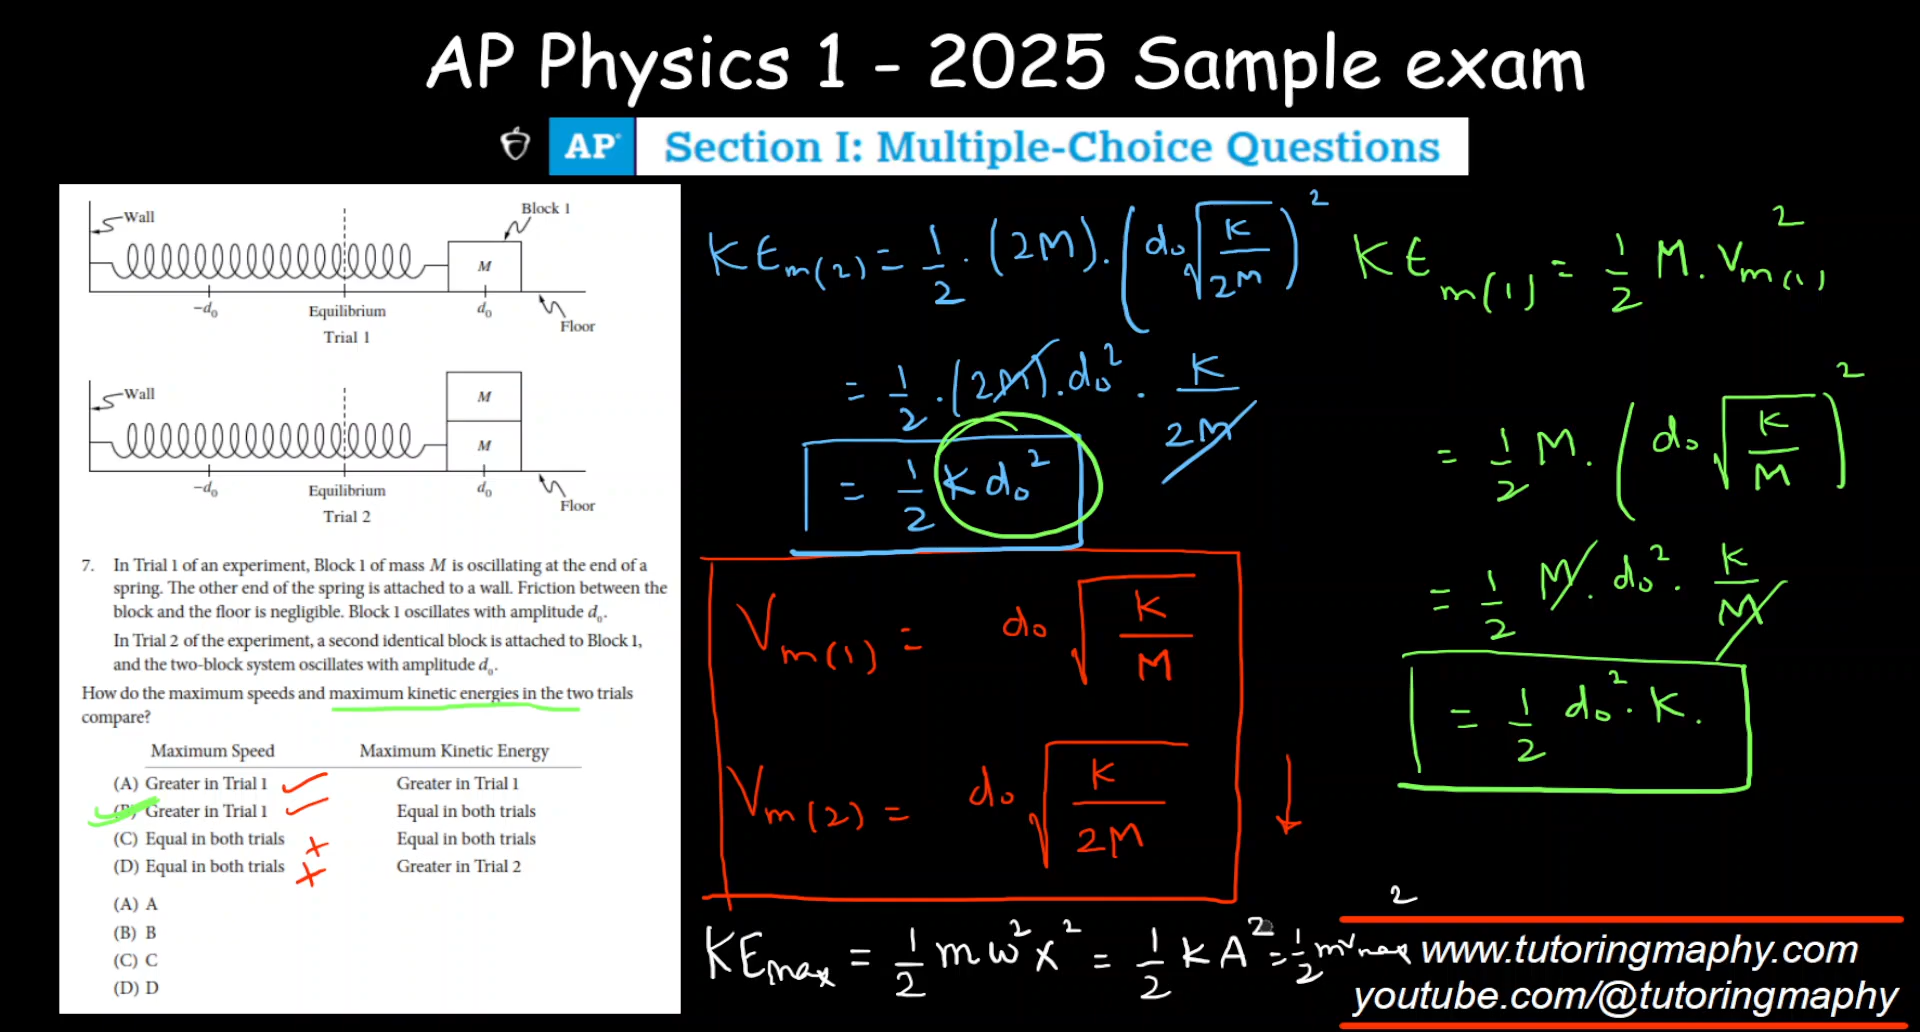 AP Physics 1 - 2025 Sample exam
AP Section I: Multiple-Choice Questions
Wall
Block 1
M
-d₀
Equilibrium
d₀
Floor
Trial 1
Wall
M
M
-d₀
Equilibrium
d₀
Floor
Trial 2
7. In Trial 1 of an experiment, Block 1 of mass M is oscillating at the end of a
spring. The other end of the spring is attached to a wall. Friction between the
block and the floor is negligible. Block 1 oscillates with amplitude d₀.
In Trial 2 of the experiment, a second identical block is attached to Block 1,
and the two-block system oscillates with amplitude d₀.
How do the maximum speeds and maximum kinetic energies in the two trials
compare?
Maximum Speed Maximum Kinetic Energy
(A) Greater in Trial 1 Greater in Trial 1
(B) Greater in Trial 1 Equal in both trials
(C) Equal in both trials Equal in both trials
(D) Equal in both trials Greater in Trial 2
(A) A
(B) B
(C) C
(D) D
KEm(2) = 1/2 · (2M) · (d₀√(K/2M))²
= 1/2 · (2M) · d₀² · K/2M
= 1/2 K d₀²
Vm(1) = d₀√(K/M)
Vm(2) = d₀√(K/2M)
KEm(1) = 1/2 M · Vm(1)²
= 1/2 M · (d₀√(K/M))²
= 1/2 M · d₀² · K/M
= 1/2 d₀² · K.
KEmax = 1/2 mω²x² = 1/2 kA² = 1/2 mv²max
www.tutoringmaphy.com
youtube.com/@tutoringmaphy